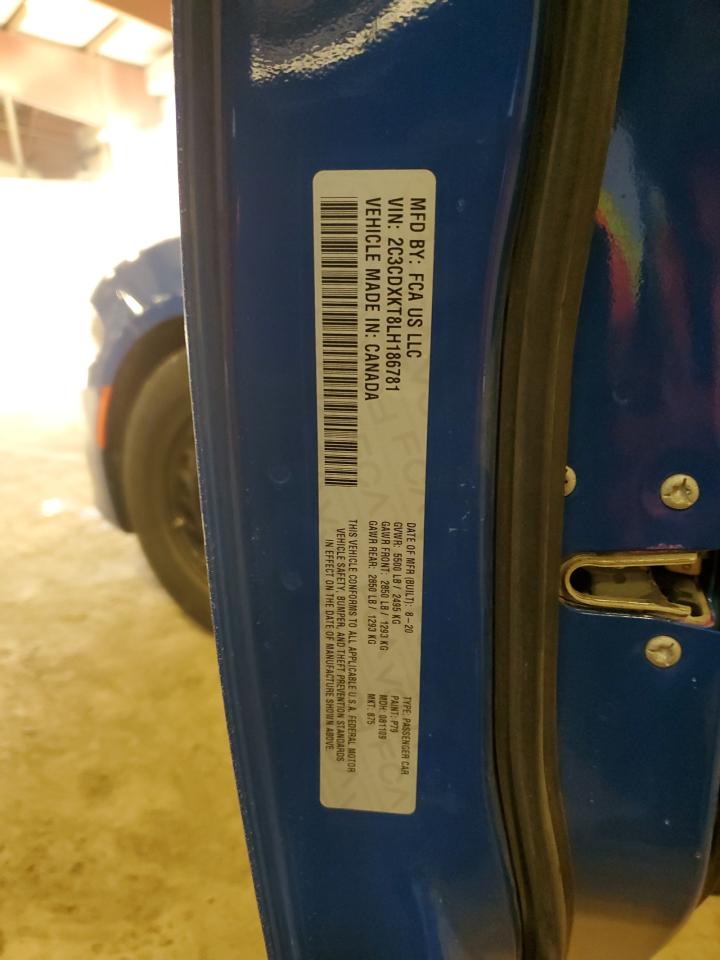 MFD BY: FCA US LLC
VIN: 2C3CDXKT8LH186781
VEHICLE MADE IN: CANADA
DATE OF MFR (BUILT): 8-20
GVWR: 5500 LB / 2495 KG
GAWR FRONT: 2850 LB / 1293 KG
GAWR REAR: 2850 LB / 1293 KG
TYPE: PASSENGER CAR
PAINT: P79
MDH: 081109
MKT: 875
THIS VEHICLE CONFORMS TO ALL APPLICABLE U.S.A. FEDERAL MOTOR
VEHICLE SAFETY, BUMPER, AND THEFT PREVENTION STANDARDS
IN EFFECT ON THE DATE OF MANUFACTURE SHOWN ABOVE.